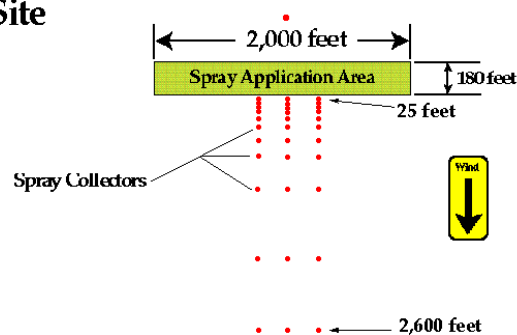 Site
2,000 feet
Spray Application Area
180 feet
25 feet
Wind
Spray Collectors
2,600 feet